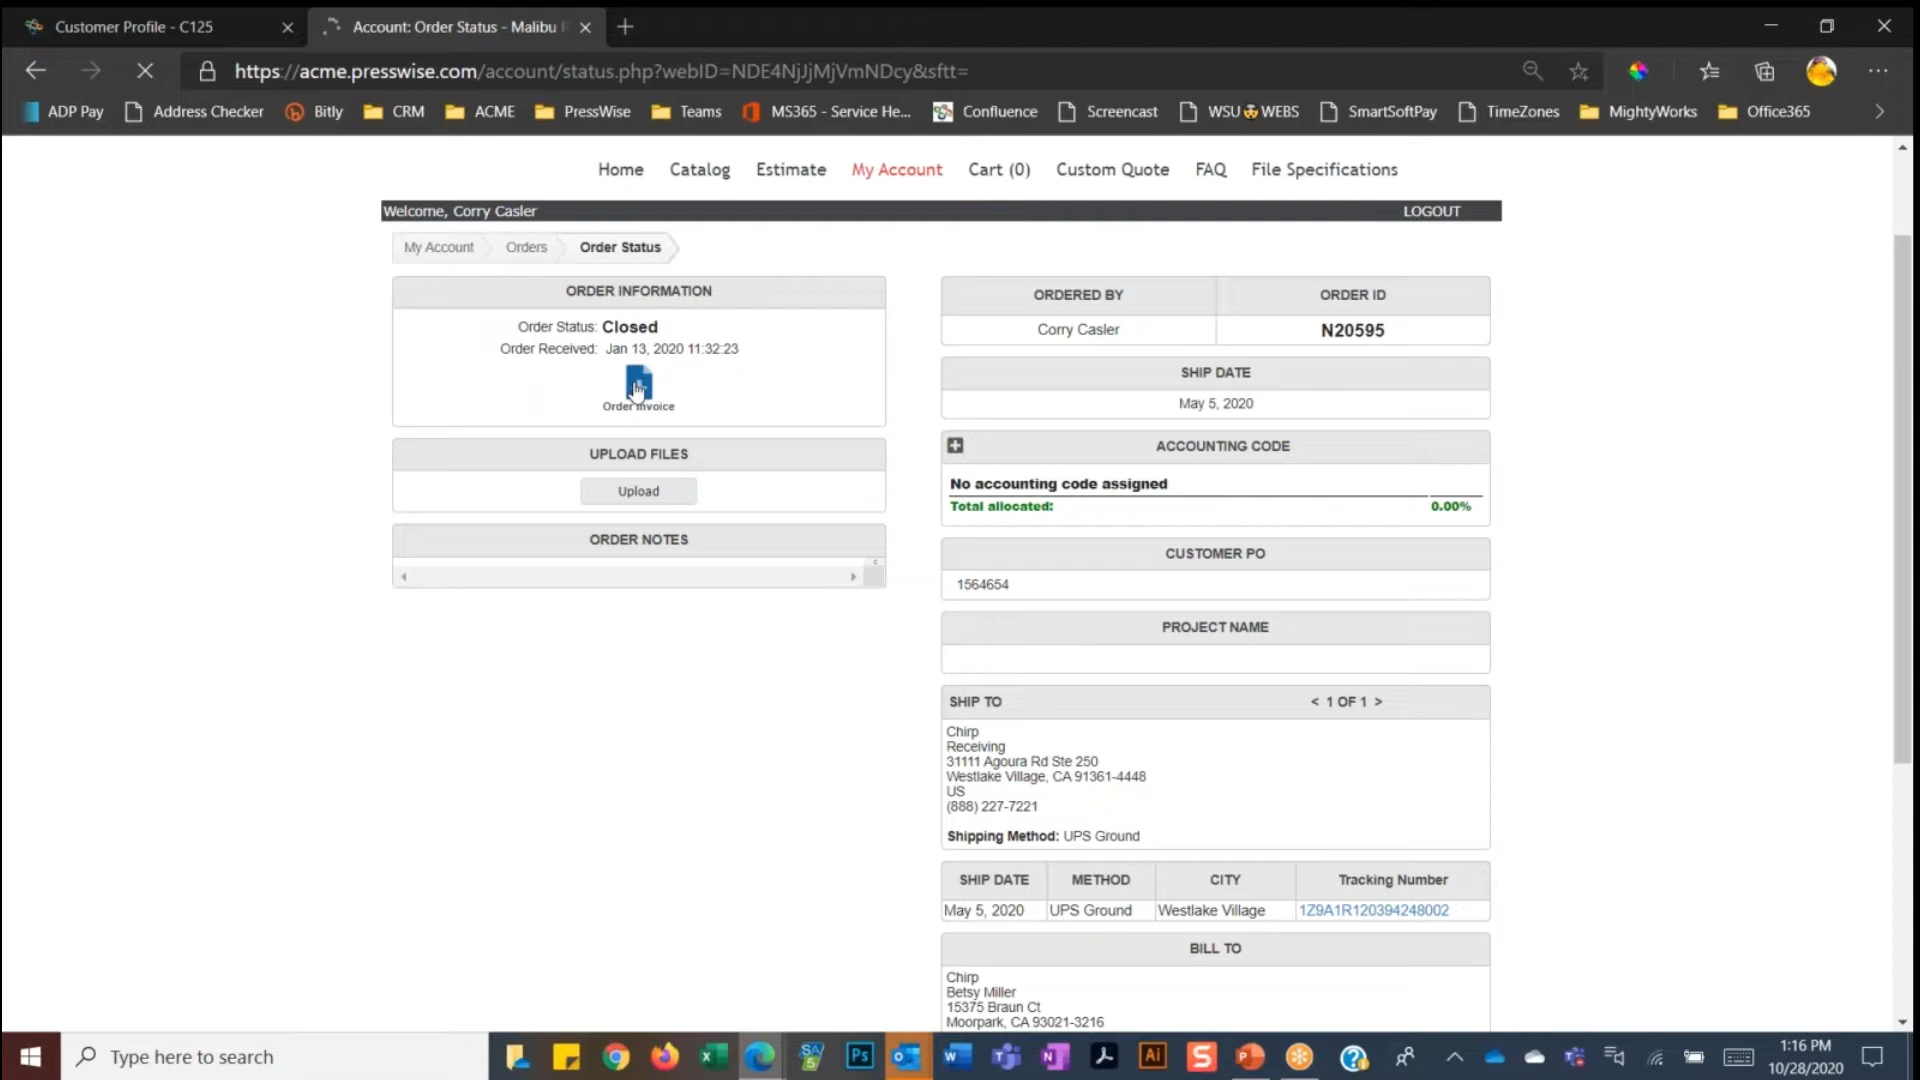 Customer Profile - C125
Account: Order Status - Malibu
https://acme.presswise.com/account/status.php?webID=NDE4NjJjMjVmNDcy&sftt=
ADP Pay
Address Checker
Bitly
CRM
ACME
PressWise
Teams
MS365 - Service He...
Confluence
Screencast
WSU WEBS
SmartSoftPay
TimeZones
MightyWorks
Office365
Home
Catalog
Estimate
My Account
Cart (0)
Custom Quote
FAQ
File Specifications
Welcome, Corry Casler
LOGOUT
My Account
Orders
Order Status
ORDER INFORMATION
Order Status: Closed
Order Received: Jan 13, 2020 11:32:23
Order Invoice
UPLOAD FILES
Upload
ORDER NOTES
ORDERED BY
ORDER ID
Corry Casler
N20595
SHIP DATE
May 5, 2020
ACCOUNTING CODE
No accounting code assigned
Total allocated:
0.00%
CUSTOMER PO
1564654
PROJECT NAME
SHIP TO
< 1 OF 1 >
Chirp
Receiving
31111 Agoura Rd Ste 250
Westlake Village, CA 91361-4448
US
(888) 227-7221
Shipping Method: UPS Ground
SHIP DATE
METHOD
CITY
Tracking Number
May 5, 2020
UPS Ground
Westlake Village
1Z9A1R120394248002
BILL TO
Chirp
Betsy Miller
15375 Braun Ct
Moorpark, CA 93021-3216
Type here to search
Ps
Ai
1:16 PM
10/28/2020